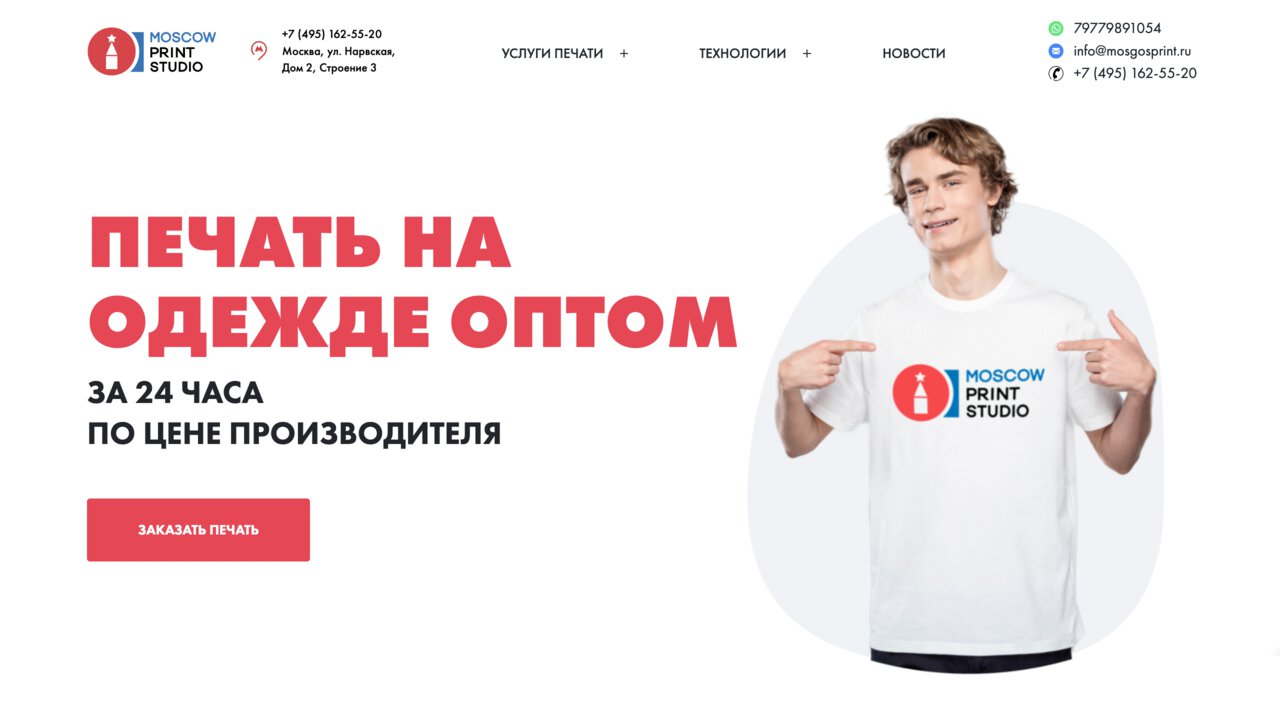 MOSCOW
PRINT
STUDIO
+7 (495) 162-55-20
Москва, ул. Нарвская,
Дом 2, Строение 3
УСЛУГИ ПЕЧАТИ +
ТЕХНОЛОГИИ +
НОВОСТИ
79779891054
info@mosgosprint.ru
+7 (495) 162-55-20
ПЕЧАТЬ НА
ОДЕЖДЕ ОПТОМ
ЗА 24 ЧАСА
ПО ЦЕНЕ ПРОИЗВОДИТЕЛЯ
ЗАКАЗАТЬ ПЕЧАТЬ
MOSCOW
PRINT
STUDIO